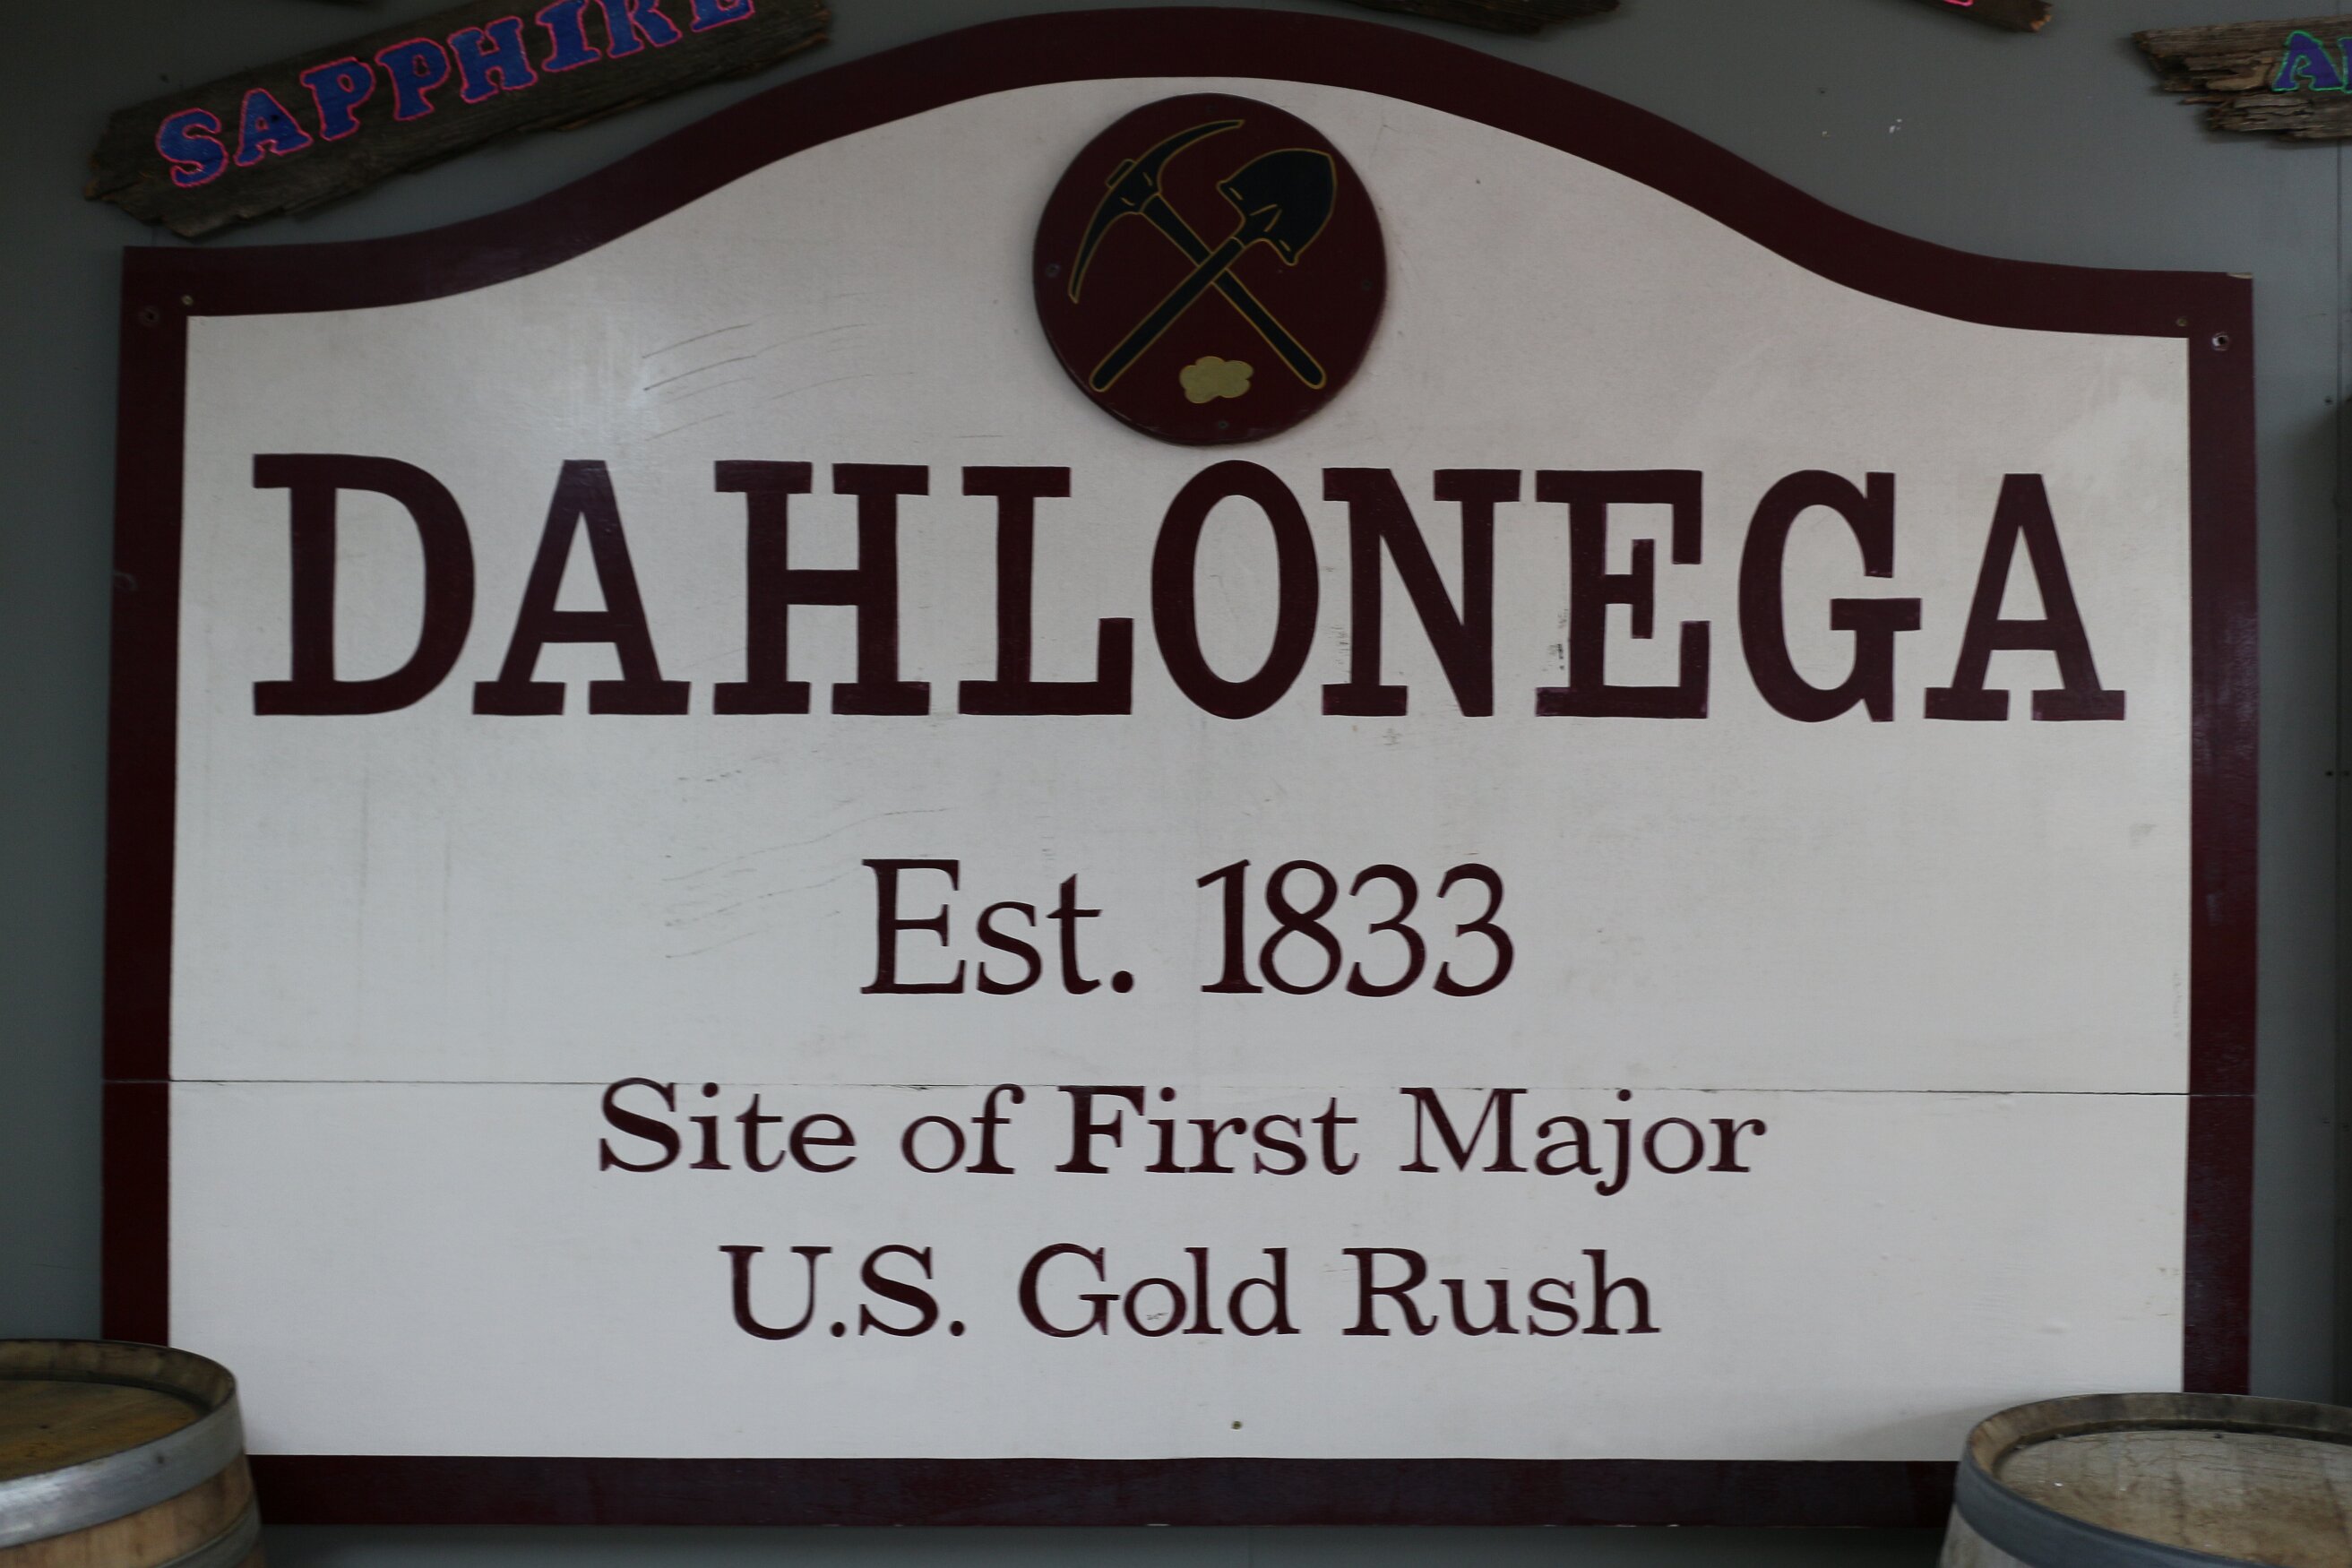 SAPPHIRE
DAHLONEGA
Est. 1833
Site of First Major
U.S. Gold Rush